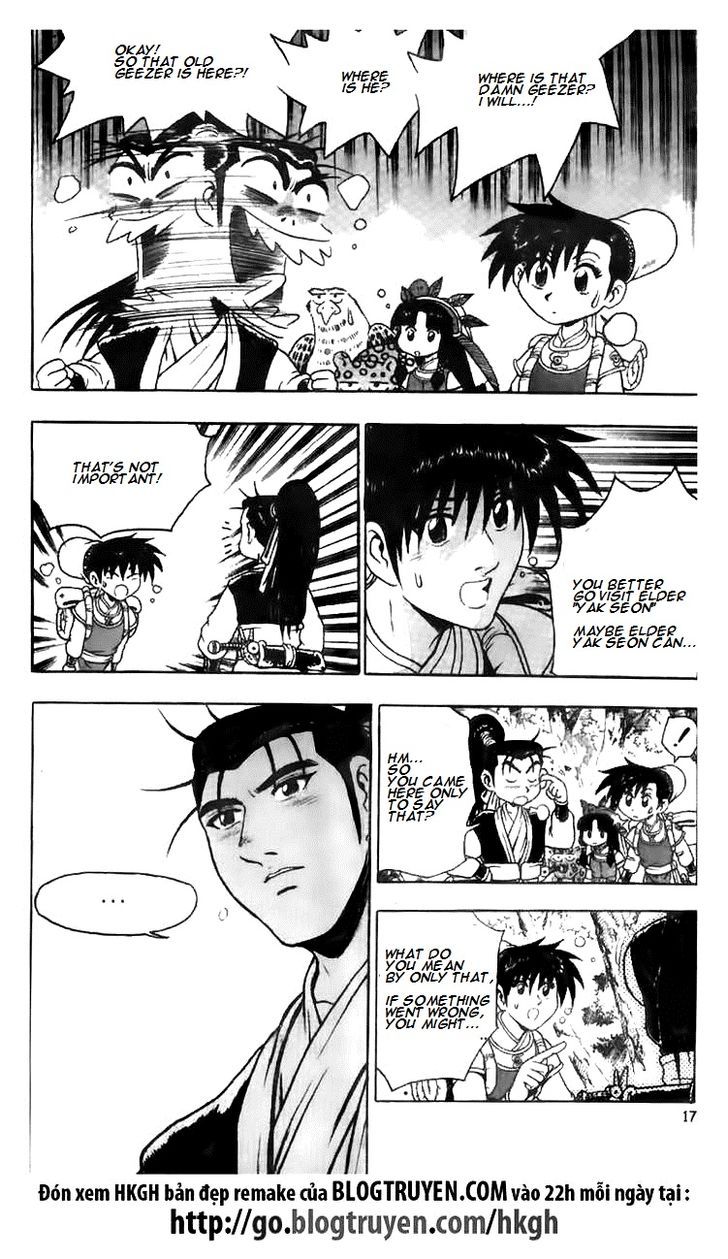 OKAY!
SO THAT OLD
GEEZER IS HERE?!
WHERE
IS HE?
WHERE IS THAT
DAMN GEEZER?
I WILL...!
THAT'S NOT
IMPORTANT!
YOU BETTER
GO VISIT ELDER
"YAK SEON"
MAYBE ELDER
YAK SEON CAN...
...
HM...
SO
YOU CAME
HERE ONLY
TO SAY
THAT?
!
WHAT DO
YOU MEAN
BY ONLY THAT,
IF SOMETHING
WENT WRONG,
YOU MIGHT...
17
Đón xem HKGH bản đẹp remake của BLOGTRUYEN.COM vào 22h mỗi ngày tại :
http://go.blogtruyen.com/hkgh